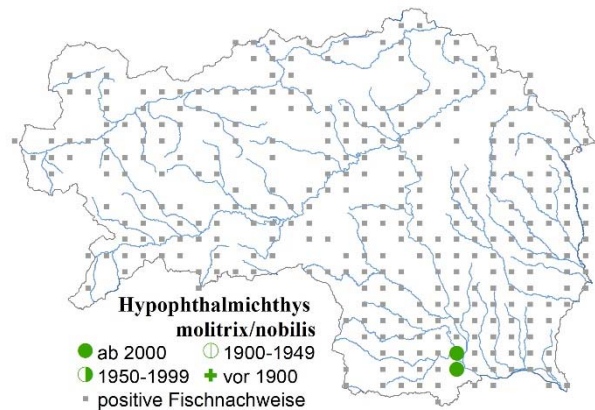 Hypophthalmichthys
molitrix/nobilis
ab 2000 1900-1949
1950-1999 vor 1900
positive Fischnachweise